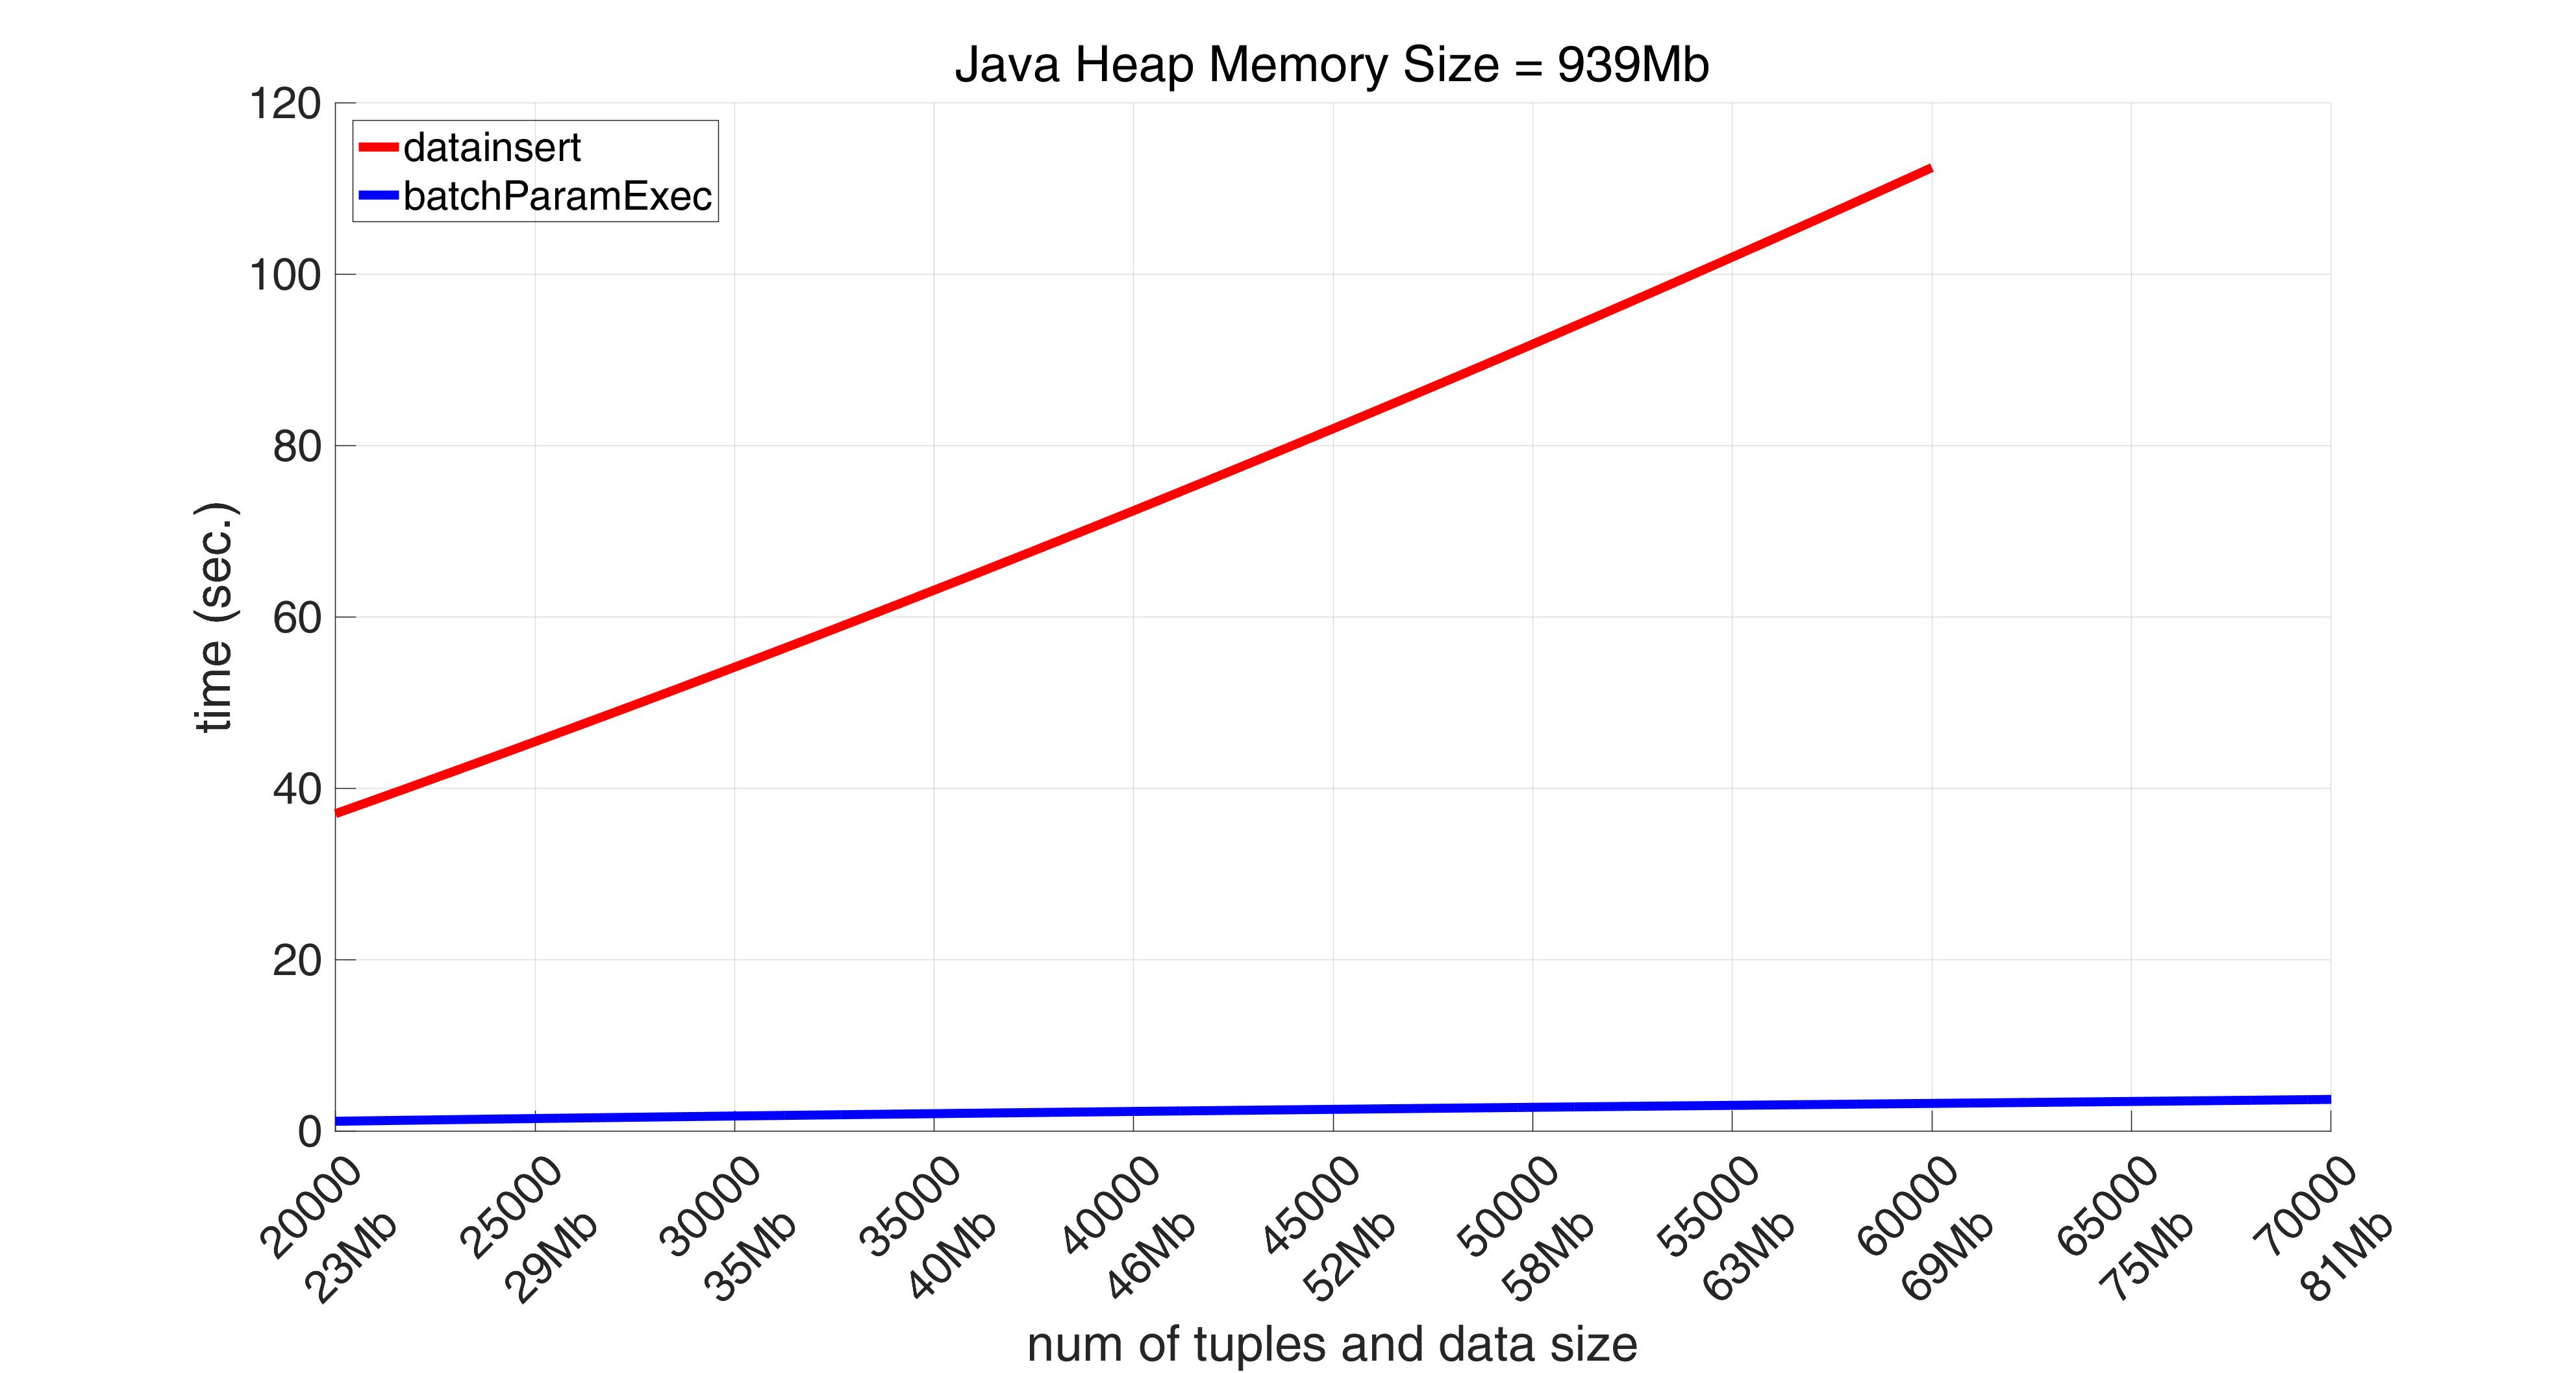 Java Heap Memory Size = 939Mb
120
100
80
60
40
20
0
datainsert
batchParamExec
time (sec.)
20000
23Mb
25000
29Mb
30000
35Mb
35000
40Mb
40000
46Mb
45000
52Mb
50000
58Mb
55000
63Mb
60000
69Mb
65000
75Mb
70000
81Mb
num of tuples and data size